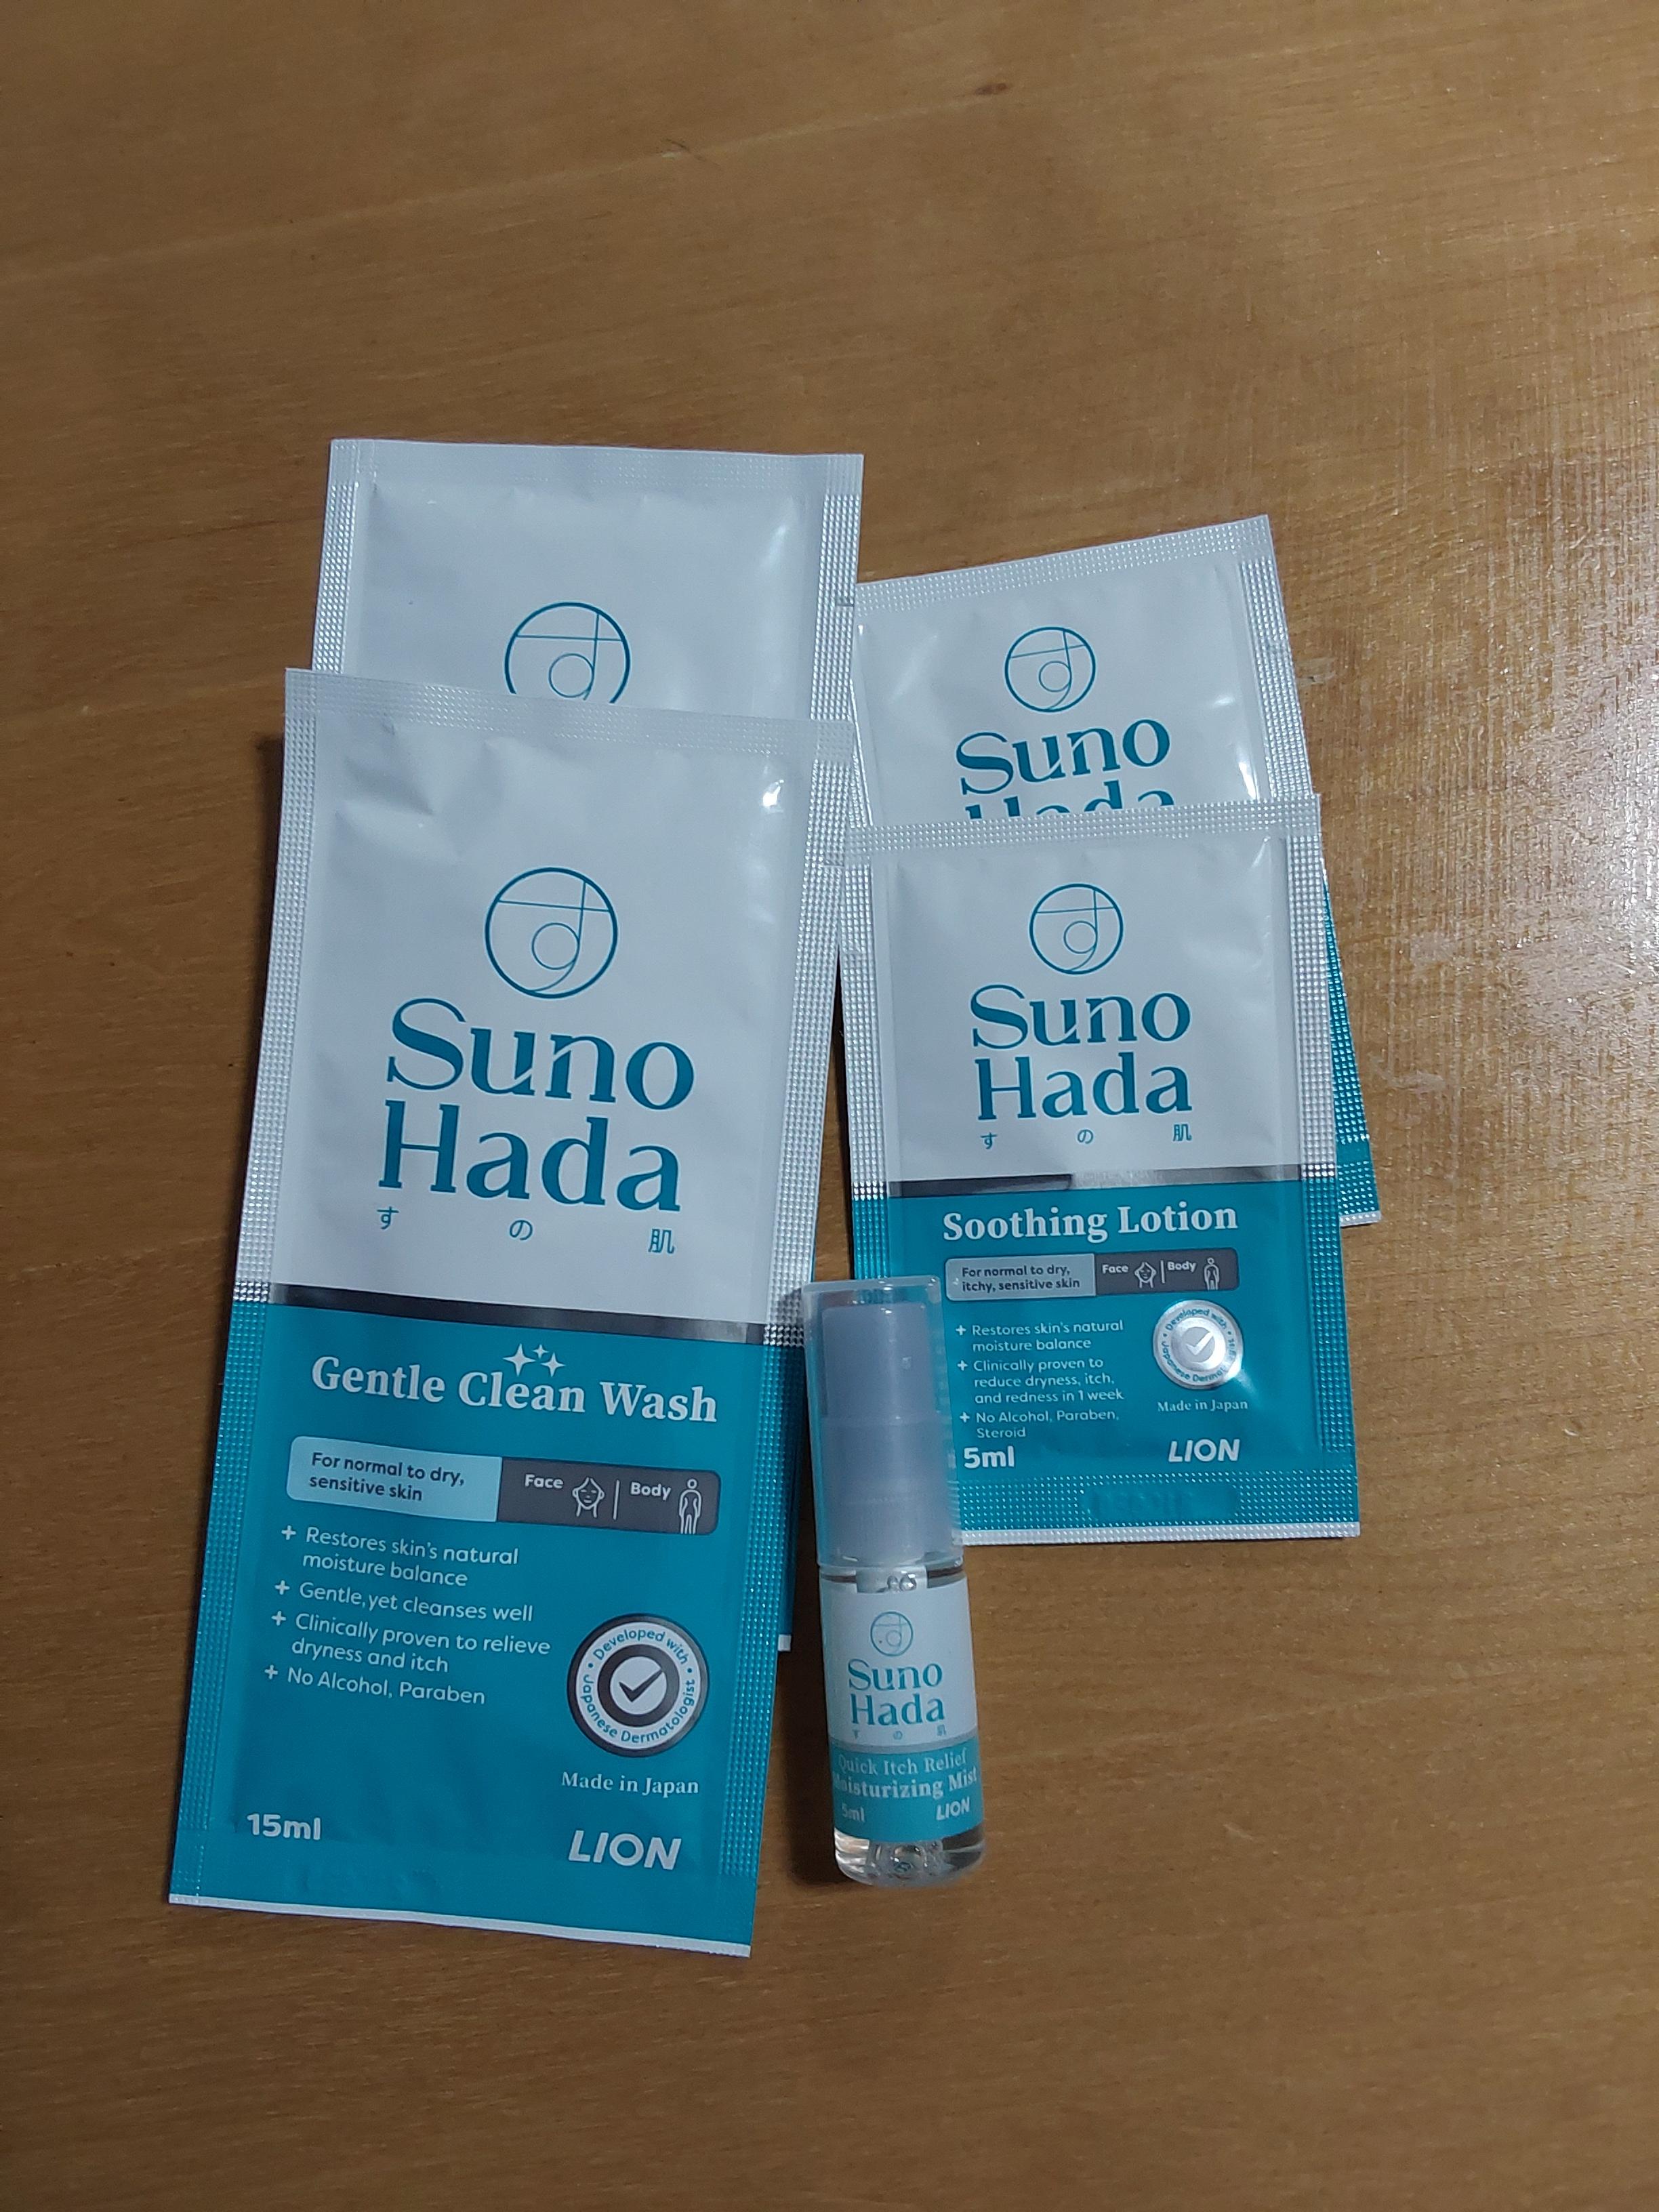 Suno
Hada
す の 肌
Gentle Clean Wash
For normal to dry,
sensitive skin
Face | Body
+ Restores skin's natural
moisture balance
+ Gentle, yet cleanses well
+ Clinically proven to relieve
dryness and itch
+ No Alcohol, Paraben
• Developed with •
Japanese Dermatologist
Made in Japan
15ml
LION
Suno
Hada
Suno
Hada
す の 肌
Soothing Lotion
For normal to dry,
itchy, sensitive skin
Face | Body
+ Restores skin's natural
moisture balance
+ Clinically proven to
reduce dryness, itch,
and redness in 1 week
+ No Alcohol, Paraben,
Steroid
• Developed with •
Made in Japan
5ml
LION
Suno
Hada
す の 肌
Quick Itch Relief
Moisturizing Mist
5ml
LION